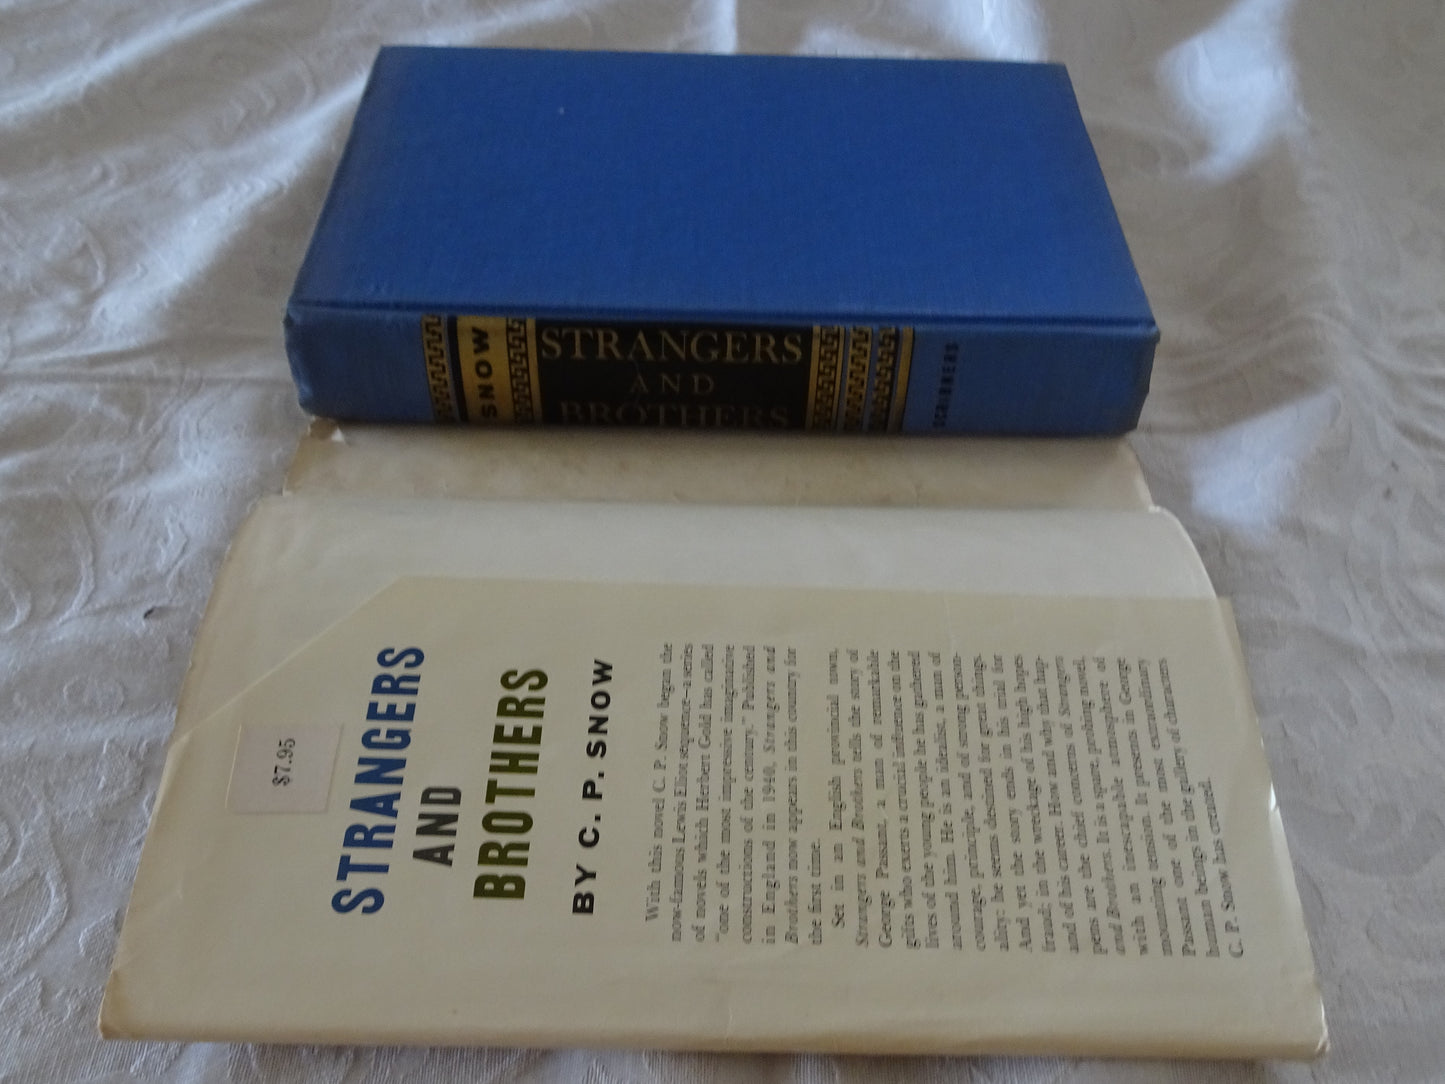 SNOW
STRANGERS
AND
BROTHERS
SCRIBNERS
$7.95
STRANGERS
AND
BROTHERS
BY C. P. SNOW
With this novel C. P. Snow began the
now-famous Lewis Eliot sequence—a series
of novels which Herbert Gold has called
"one of the most impressive imaginative
constructions of the century." Published
in England in 1940, Strangers and
Brothers now appears in this country for
the first time.
Set in an English provincial town,
Strangers and Brothers tells the story of
George Passant, a man of remarkable
gifts who exerts a crucial influence on the
lives of the young people he has gathered
around him. He is an idealist, a man of
courage, principle, and of strong person-
ality: he seems destined for great things.
And yet the story ends in his trial for
fraud; in the wreckage of his high hopes
and of his career. How and why that hap-
pens are the chief concerns of Strangers
and Brothers. It is a spare, probing novel,
with an inescapable atmosphere of
mounting tension. It presents in George
Passant one of the most extraordinary
human beings in the gallery of characters
C. P. Snow has created.